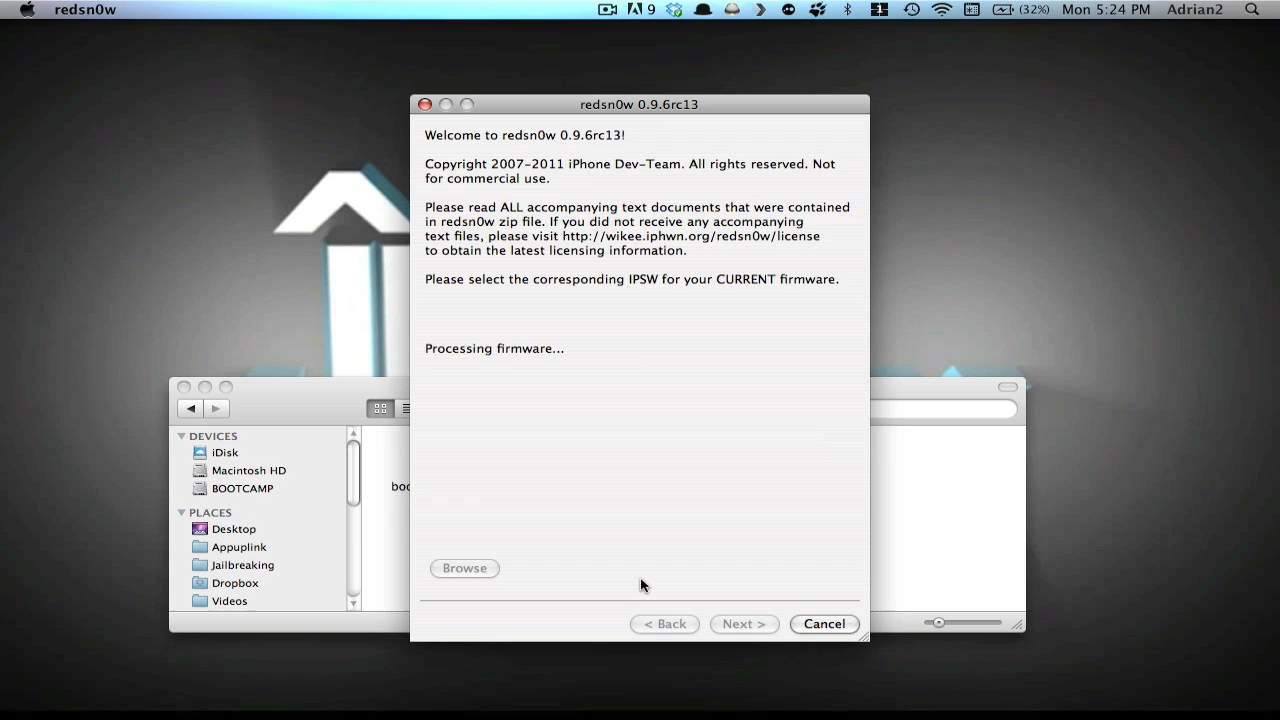 redsn0w
9
(32%)
Mon 5:24 PM
Adrian2
redsn0w 0.9.6rc13
Welcome to redsn0w 0.9.6rc13!
Copyright 2007-2011 iPhone Dev-Team. All rights reserved. Not
for commercial use.
Please read ALL accompanying text documents that were contained
in redsn0w zip file. If you did not receive any accompanying
text files, please visit http://wikee.iphwn.org/redsn0w/license
to obtain the latest licensing information.
Please select the corresponding IPSW for your CURRENT firmware.
Processing firmware...
Browse
< Back
Next >
Cancel
DEVICES
iDisk
Macintosh HD
BOOTCAMP
PLACES
Desktop
Appuplink
Jailbreaking
Dropbox
Videos